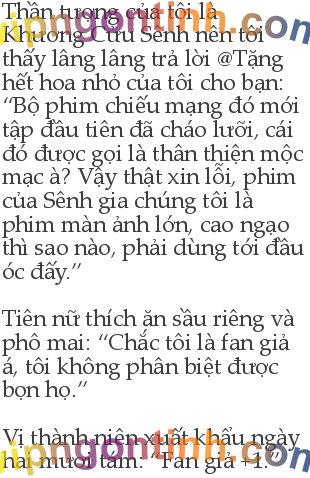 Thần tượng của tôi là
Khương Cửu Sênh nên tôi
thấy lâng lâng trả lời @Tặng
hết hoa nhỏ của tôi cho bạn:
“Bộ phim chiếu mạng đó mới
tập đầu tiên đã cháo lưỡi, cái
đó được gọi là thân thiện mộc
mạc à? Vậy thật xin lỗi, phim
của Sênh gia chúng tôi là
phim màn ảnh lớn, cao ngạo
thì sao nào, phải dùng tới đầu
óc đấy.”
Tiên nữ thích ăn sầu riêng và
phô mai: “Chắc tôi là fan giả
á, tôi không phân biệt được
bọn họ.”
Vị thành niên xuất khẩu ngày
hai mươi tám: “Fan giả +1.”
vipngontinh.com
vipngontinh.com